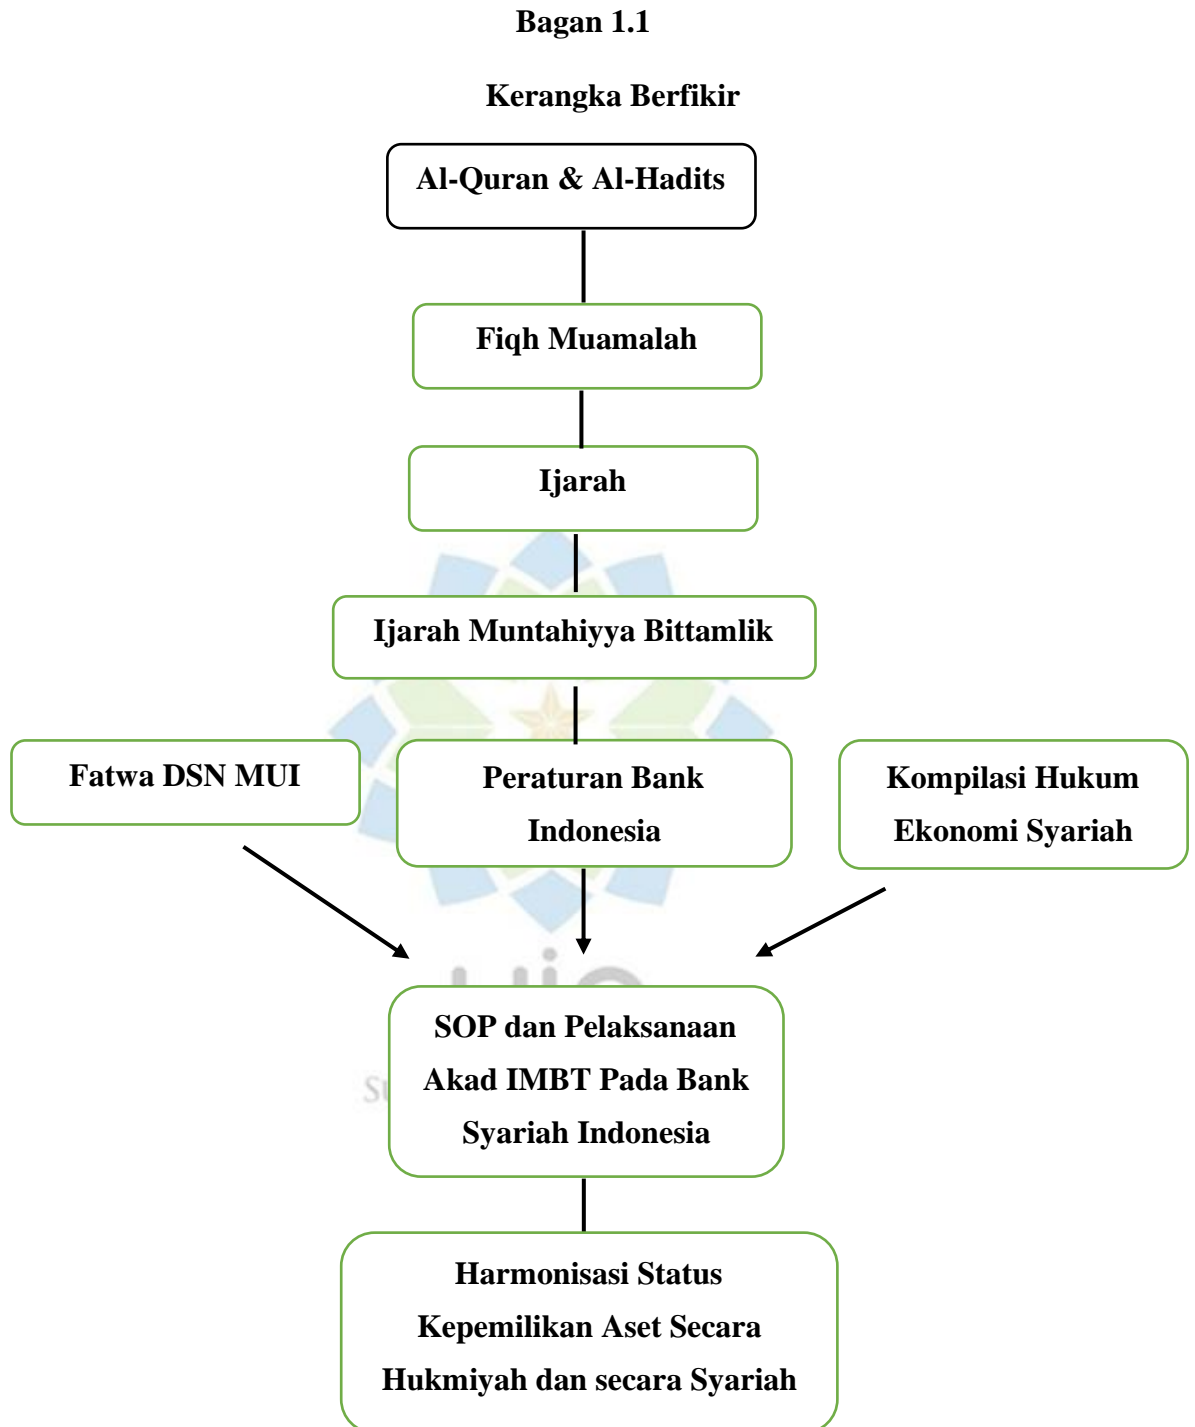 Bagan 1.1
Kerangka Berfikir
Al-Quran & Al-Hadits
Fiqh Muamalah
Ijarah
Ijarah Muntahiyya Bittamlik
Fatwa DSN MUI
Peraturan Bank
Indonesia
Kompilasi Hukum
Ekonomi Syariah
SOP dan Pelaksanaan
Akad IMBT Pada Bank
Syariah Indonesia
Harmonisasi Status
Kepemilikan Aset Secara
Hukmiyah dan secara Syariah